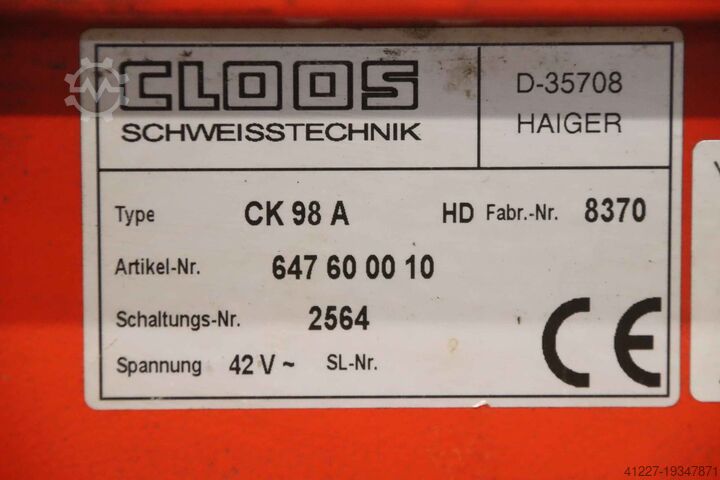 CLOOS
SCHWEISSTECHNIK
D-35708
HAIGER
Type CK 98 A HD Fabr.-Nr. 8370
Artikel-Nr. 647 60 00 10
Schaltungs-Nr. 2564
Spannung 42 V ~ SL-Nr.
CE
41227-19347871